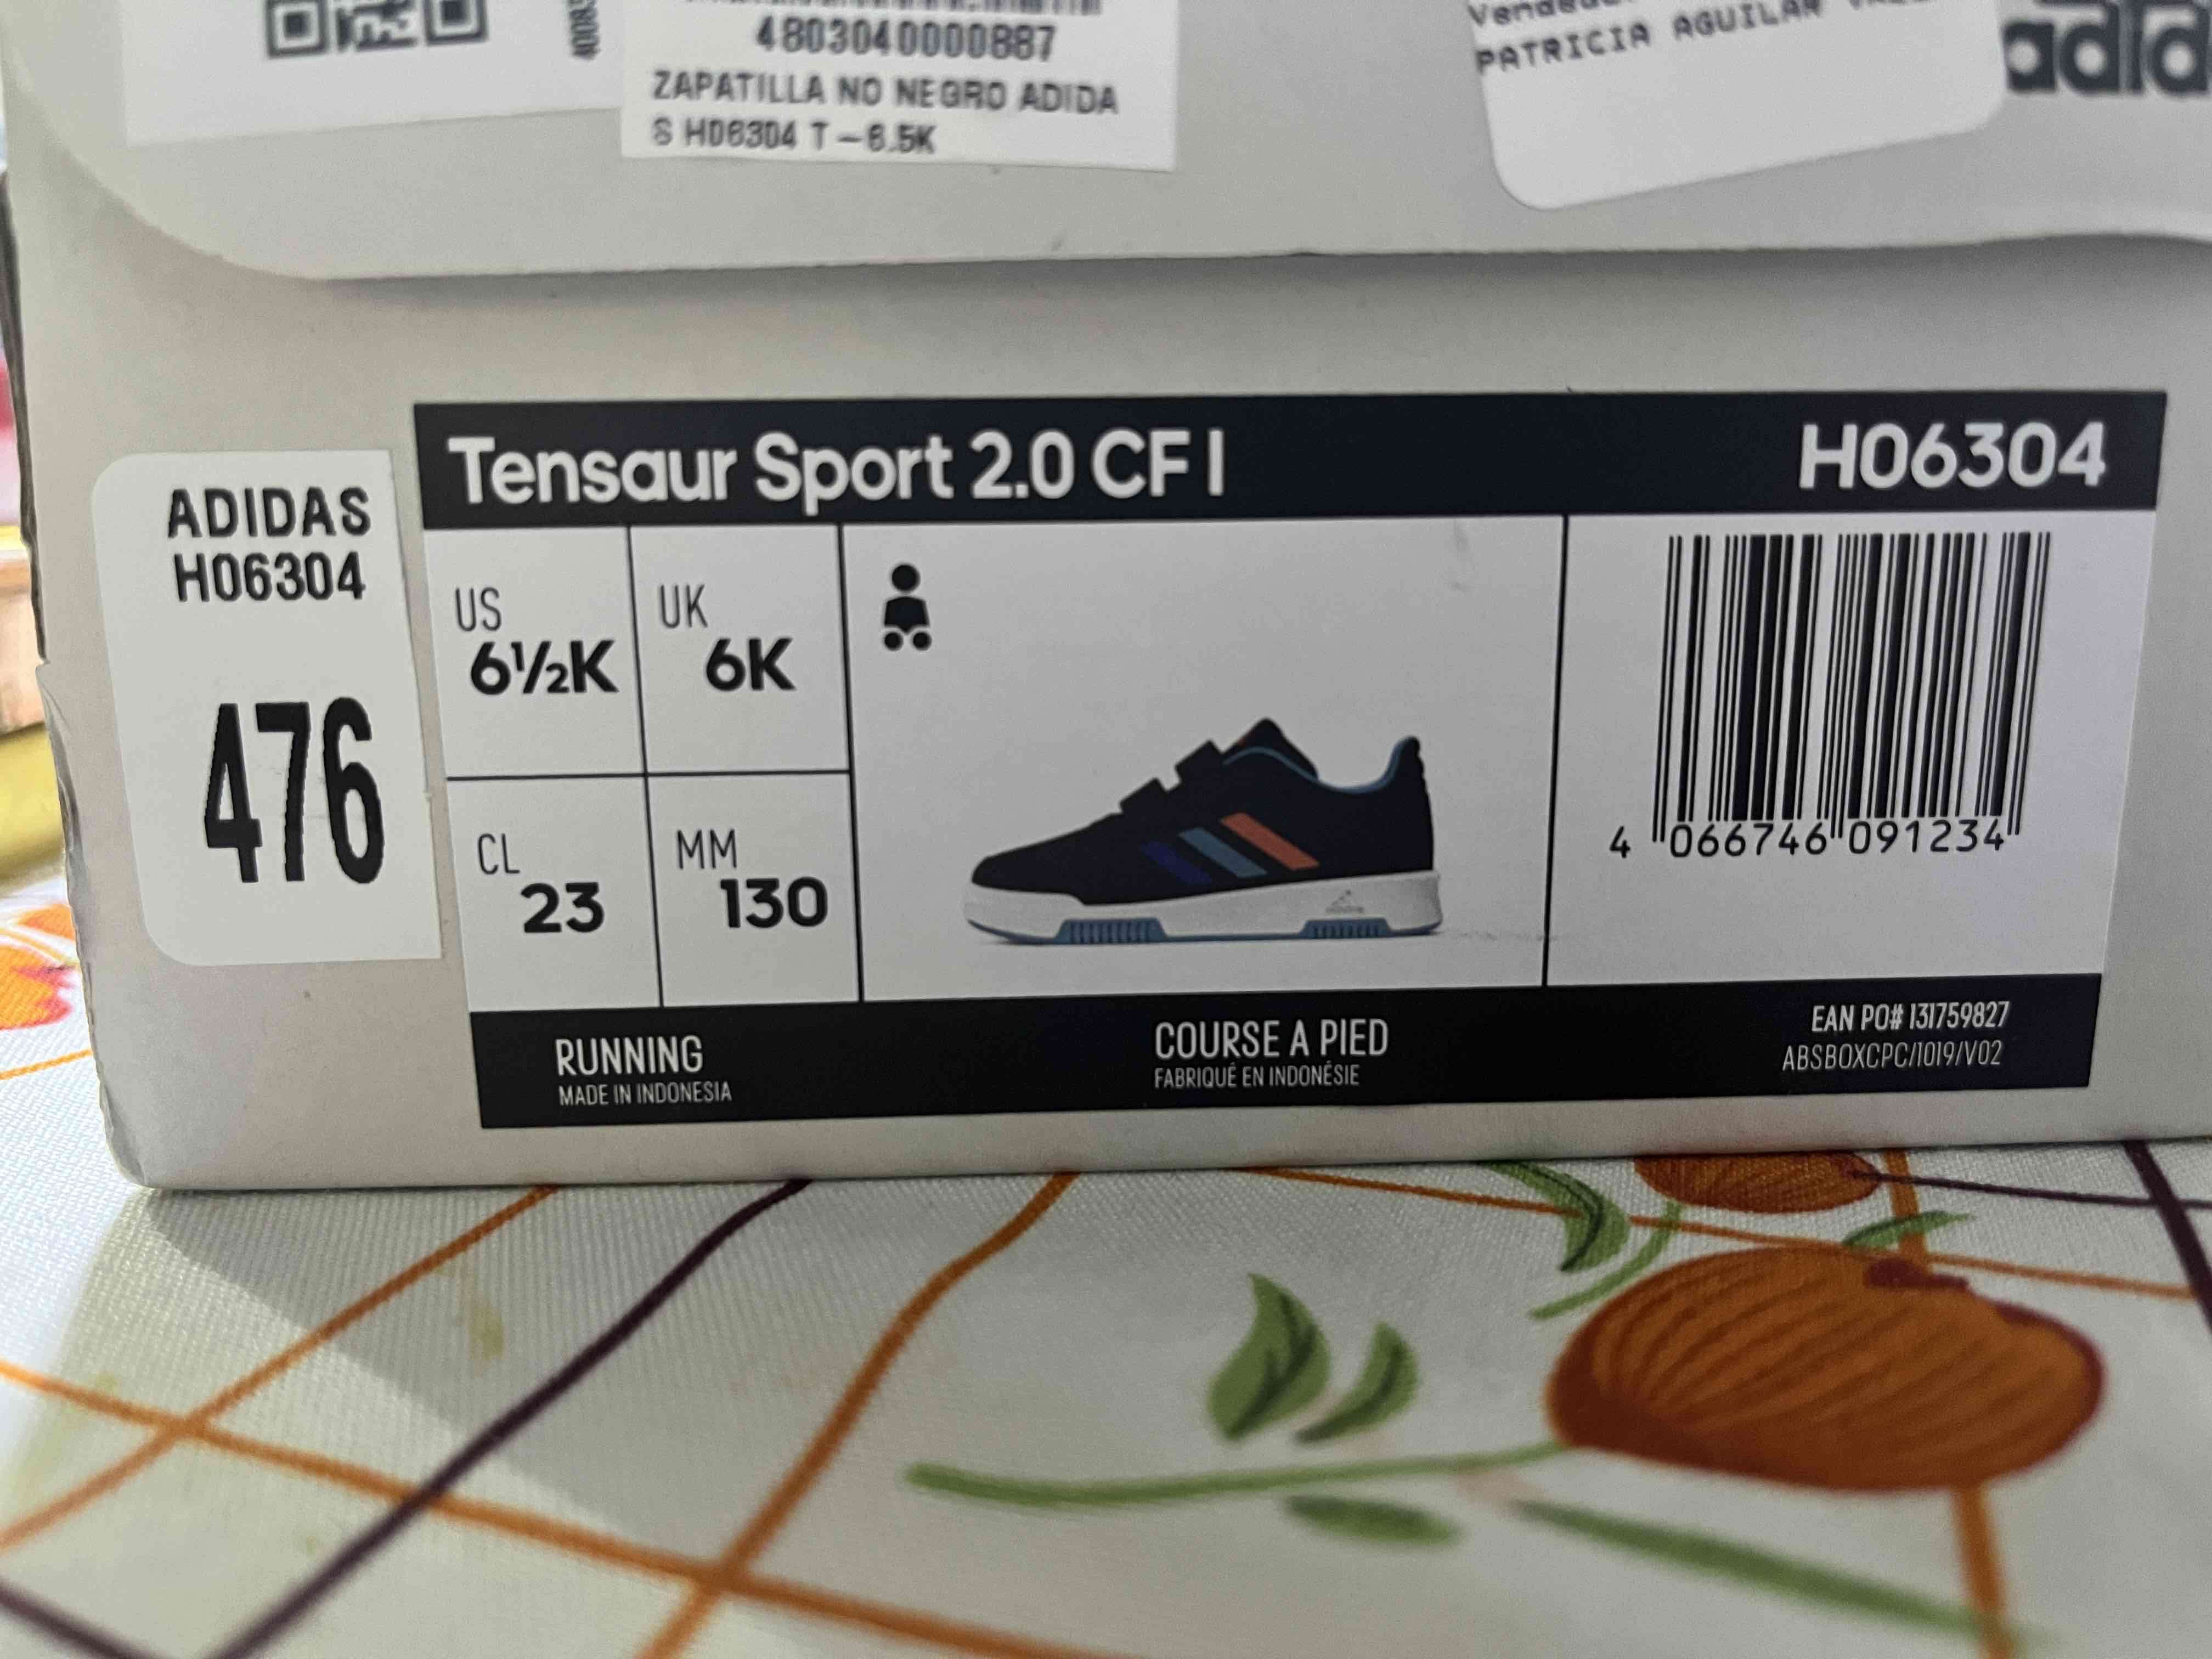 4803040000887
ZAPATILLA NO NEGRO ADIDA
S H06304 T-6.5K
PATRICIA AGUILAR
ADIDAS
H06304
476
Tensaur Sport 2.0 CF I
H06304
US
6½K
UK
6K
CL
23
MM
130
4 066746 091234
RUNNING
MADE IN INDONESIA
COURSE A PIED
FABRIQUÉ EN INDONÉSIE
EAN PO# 131759827
ABSBOXCPC/1019/V02